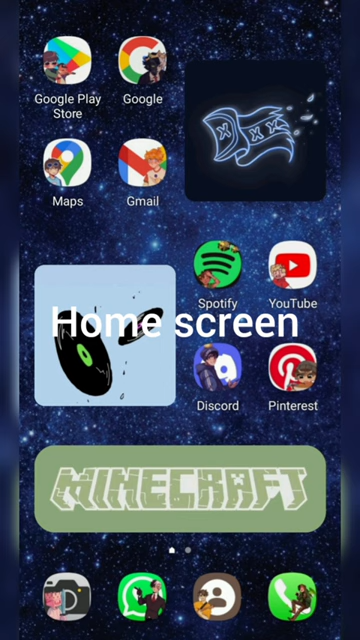 Google Play
Store
Google
Maps
Gmail
Spotify
YouTube
Home screen
Discord
Pinterest
MINECRAFT